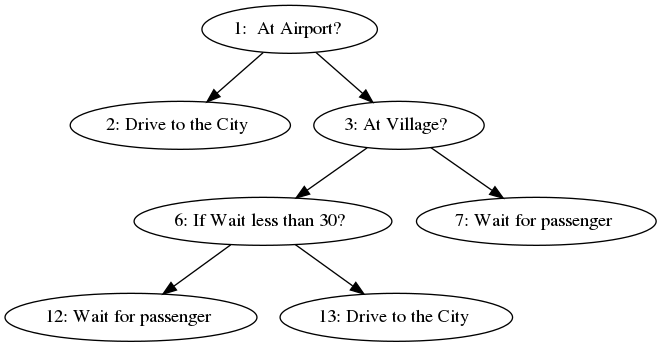 1: At Airport?
2: Drive to the City
3: At Village?
6: If Wait less than 30?
7: Wait for passenger
12: Wait for passenger
13: Drive to the City